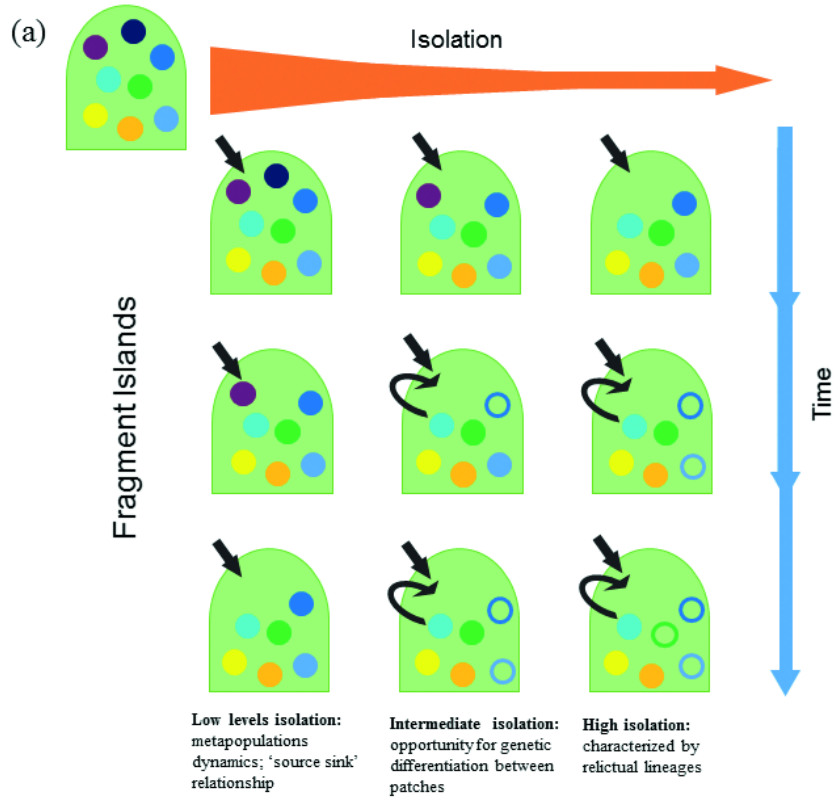 (a)
Isolation
Fragment Islands
Time
Low levels isolation:
metapopulations
dynamics; ‘source sink’
relationship
Intermediate isolation:
opportunity for genetic
differentiation between
patches
High isolation:
characterized by
relictual lineages